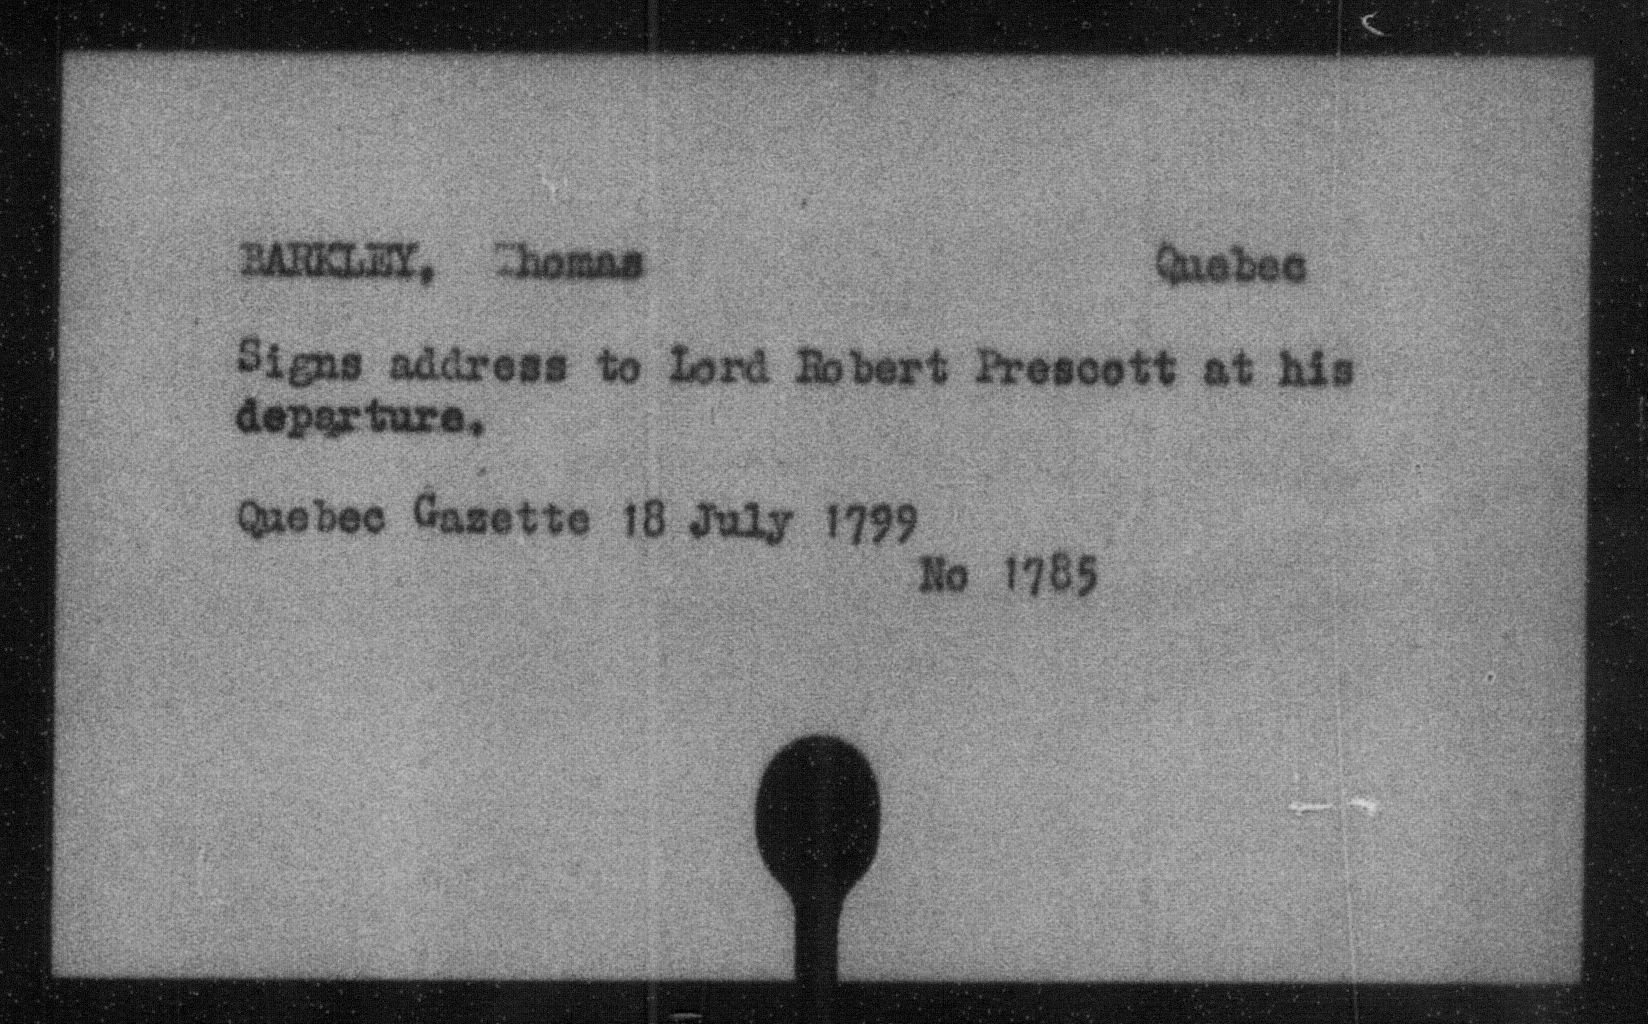 BARKLEY, Thomas Quebec
Signs address to Lord Robert Prescott at his
departure.
Quebec Gazette 18 July 1799
No 1785